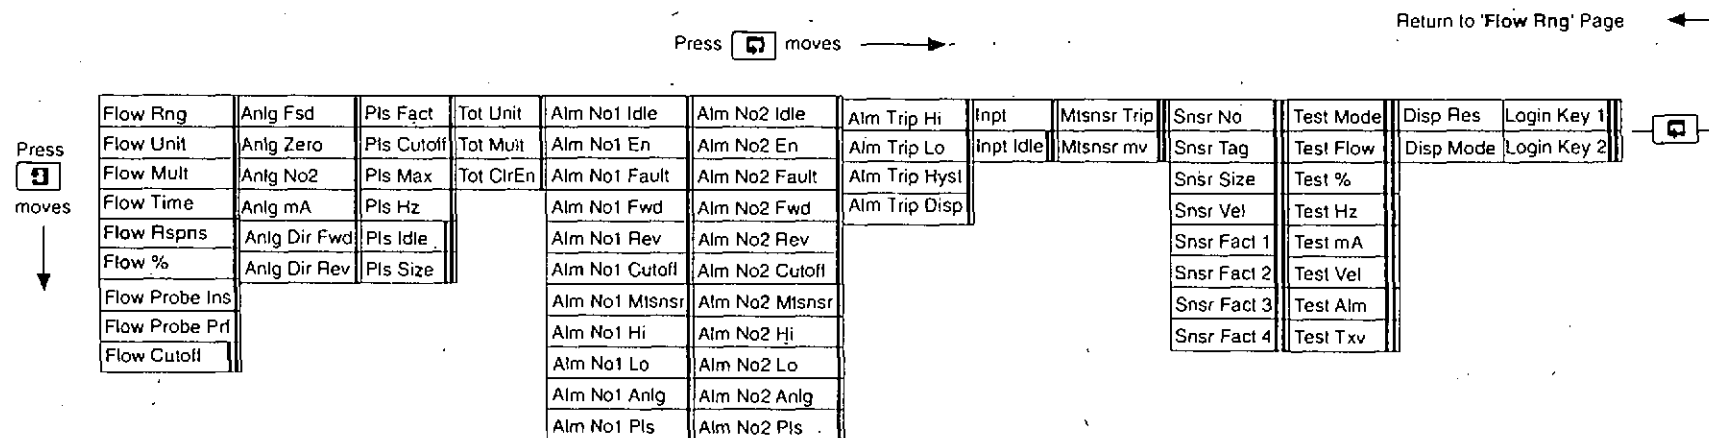 Return to 'Flow Rng' Page
Press moves
Press
moves
Flow Rng
Flow Unit
Flow Mult
Flow Time
Flow Rspns
Flow %
Flow Probe Ins
Flow Probe Prf
Flow Cutoff
Anlg Fsd
Anlg Zero
Anlg No2
Anlg mA
Anlg Dir Fwd
Anlg Dir Rev
Pls Fact
Pls Cutoff
Pls Max
Pls Hz
Pls Idle
Pls Size
Tot Unit
Tot Mult
Tot ClrEn
Alm No1 Idle
Alm No1 En
Alm No1 Fault
Alm No1 Fwd
Alm No1 Rev
Alm No1 Cutoff
Alm No1 Mtsnsr
Alm No1 Hi
Alm No1 Lo
Alm No1 Anlg
Alm No1 Pls
Alm No2 Idle
Alm No2 En
Alm No2 Fault
Alm No2 Fwd
Alm No2 Rev
Alm No2 Cutoff
Alm No2 Mtsnsr
Alm No2 Hi
Alm No2 Lo
Alm No2 Anlg
Alm No2 Pls
Alm Trip Hi
Alm Trip Lo
Alm Trip Hyst
Alm Trip Disp
Inpt
Inpt Idle
Mtsnsr Trip
Mtsnsr mv
Snsr No
Snsr Tag
Snsr Size
Snsr Vel
Snsr Fact 1
Snsr Fact 2
Snsr Fact 3
Snsr Fact 4
Test Mode
Test Flow
Test %
Test Hz
Test mA
Test Vel
Test Alm
Test Txv
Disp Res
Disp Mode
Login Key 1
Login Key 2